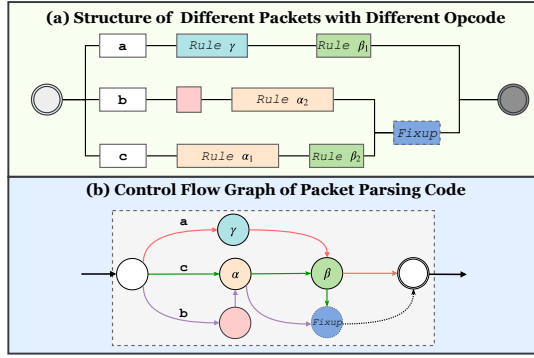 (a) Structure of Different Packets with Different Opcode
a Rule γ Rule β₁
b Rule α₂
Fixup
c Rule α₁ Rule β₂
(b) Control Flow Graph of Packet Parsing Code
a
γ
c α β
b Fixup